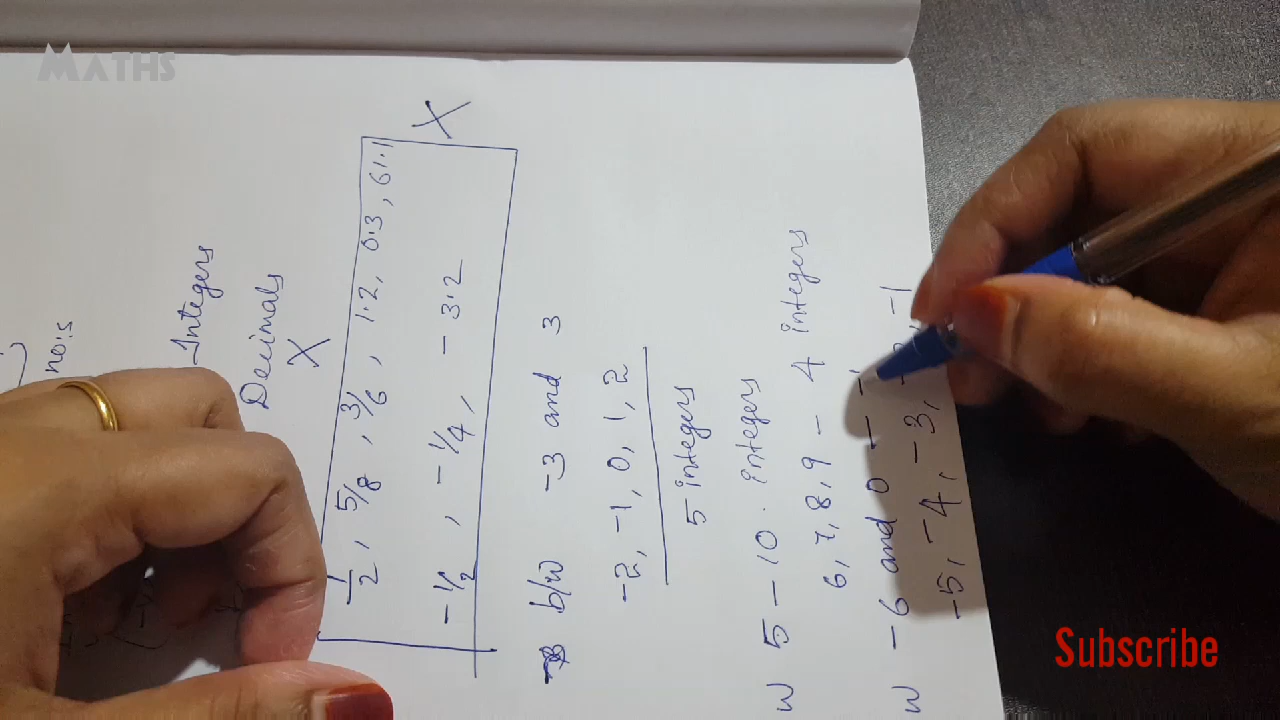 MATHS
no:s
Integers
Decimals
X
1/2, 5/8, 3/6, 1.2, 0.3, 61.1
-1/2, -1/4, -3.2
X
b/w -3 and 3
-2, -1, 0, 1, 2
5 integers
w 5 - 10. integers
6, 7, 8, 9 - 4 integers
w -6 and 0 -
-5, -4, -3, -1
Subscribe